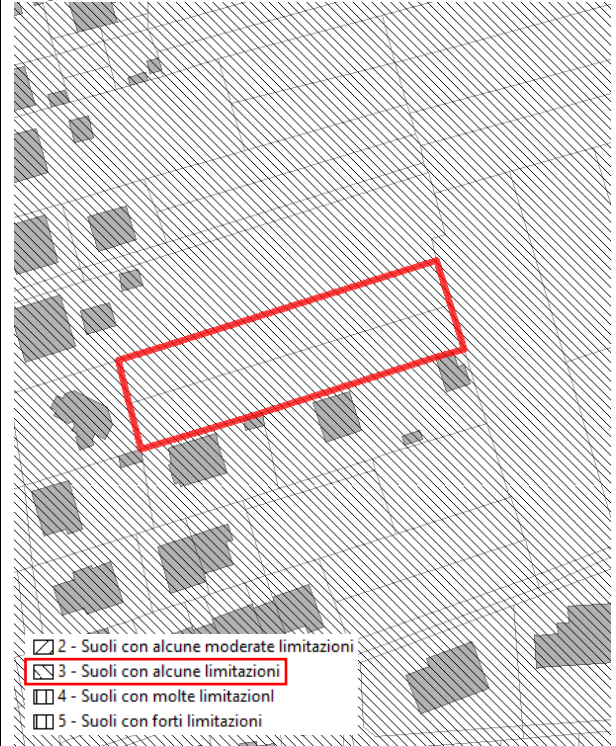 2 - Suoli con alcune moderate limitazioni
3 - Suoli con alcune limitazioni
4 - Suoli con molte limitazionI
5 - Suoli con forti limitazioni